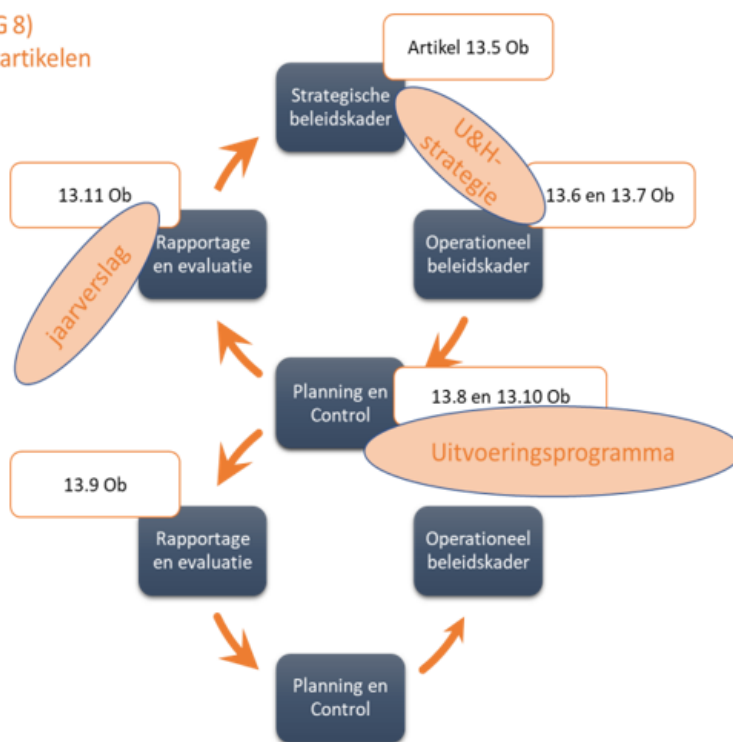 G 8)
artikelen
Artikel 13.5 Ob
Strategische
beleidskader
U&H-
strategie
13.11 Ob
13.6 en 13.7 Ob
Rapportage
en evaluatie
Operationeel
beleidskader
jaarverslag
Planning en
Control
13.8 en 13.10 Ob
Uitvoeringsprogramma
13.9 Ob
Rapportage
en evaluatie
Operationeel
beleidskader
Planning en
Control